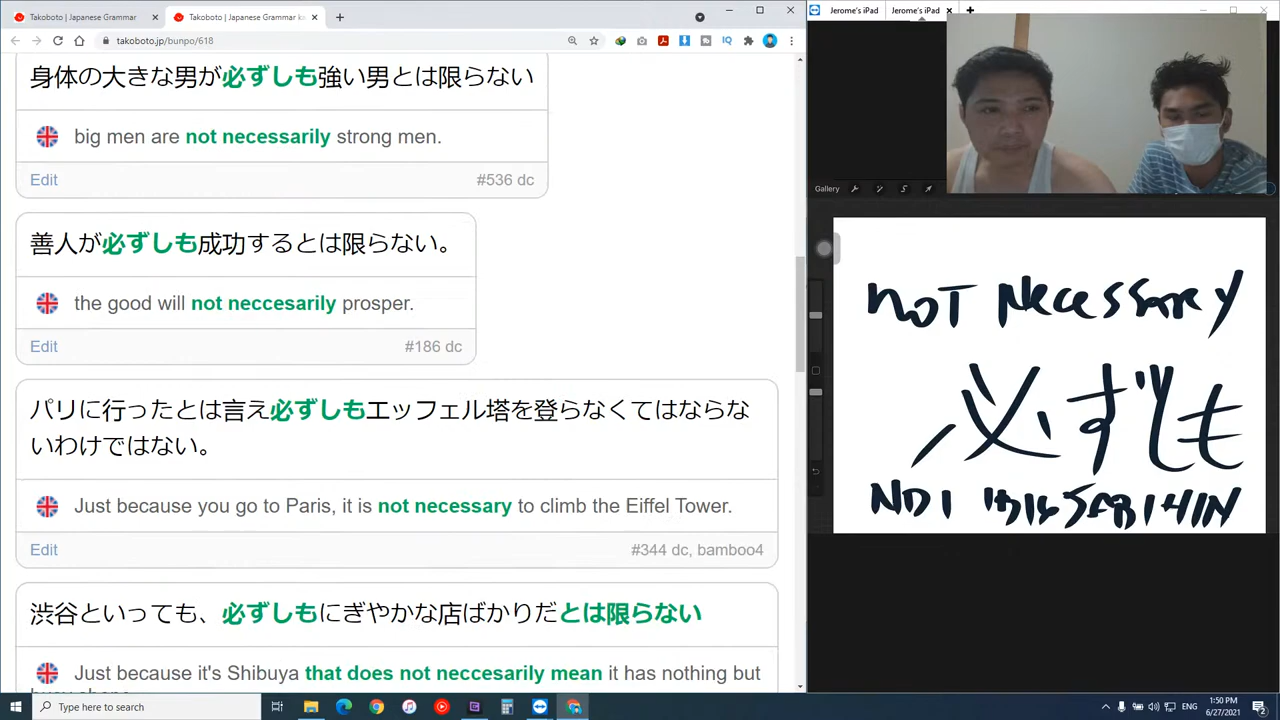 Takoboto | Japanese Grammar
Takoboto | Japanese Grammar ko
takoboto.jp/bunpo/618
身体の大きな男が必ずしも強い男とは限らない
big men are not necessarily strong men.
Edit
#536 dc
善人が必ずしも成功するとは限らない。
the good will not neccesarily prosper.
Edit
#186 dc
パリに行ったとは言え必ずしもエッフェル塔を登らなくてはならな
いわけではない。
Just because you go to Paris, it is not necessary to climb the Eiffel Tower.
Edit
#344 dc, bamboo4
渋谷といっても、必ずしもにぎやかな店ばかりだとは限らない
Just because it's Shibuya that does not neccesarily mean it has nothing but
Jerome's iPad
Jerome's iPad
Gallery
NOT NECESSARY
必ずしも
NDI
Type here to search
ENG
1:50 PM
6/27/2021
2